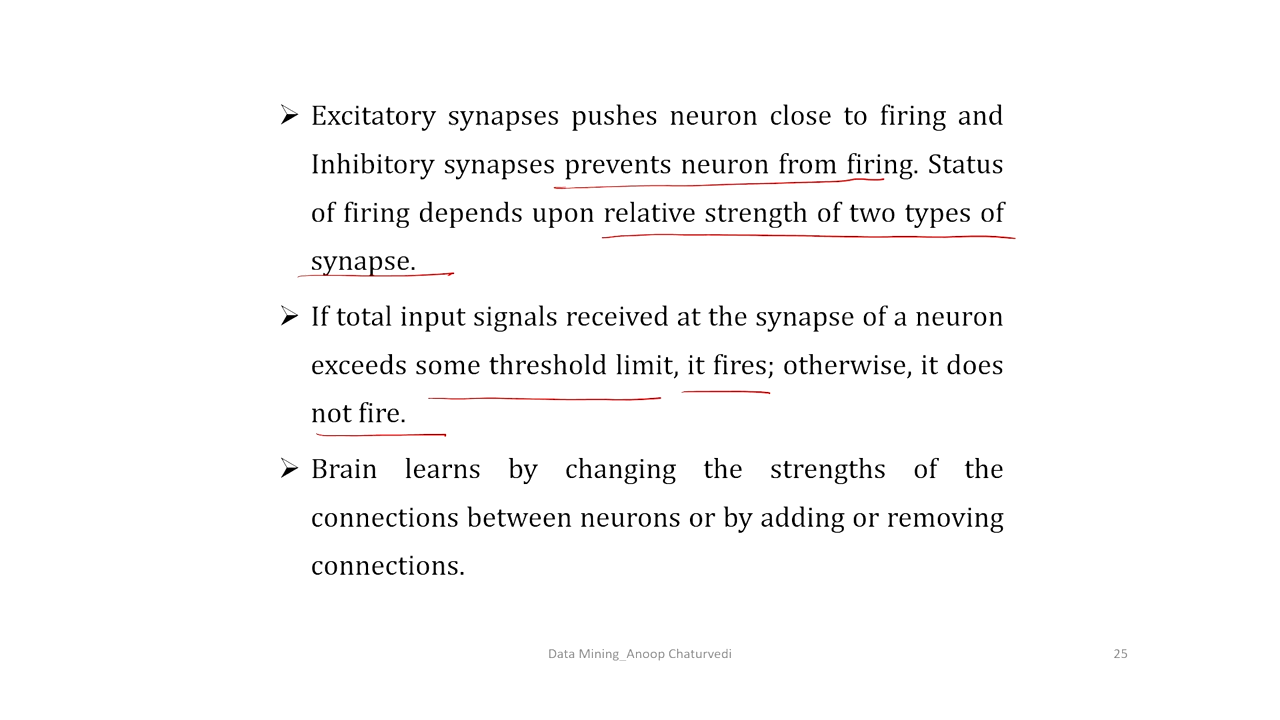 ➢ Excitatory synapses pushes neuron close to firing and
Inhibitory synapses prevents neuron from firing. Status
of firing depends upon relative strength of two types of
synapse.
➢ If total input signals received at the synapse of a neuron
exceeds some threshold limit, it fires; otherwise, it does
not fire.
➢ Brain learns by changing the strengths of the
connections between neurons or by adding or removing
connections.
Data Mining_Anoop Chaturvedi
25